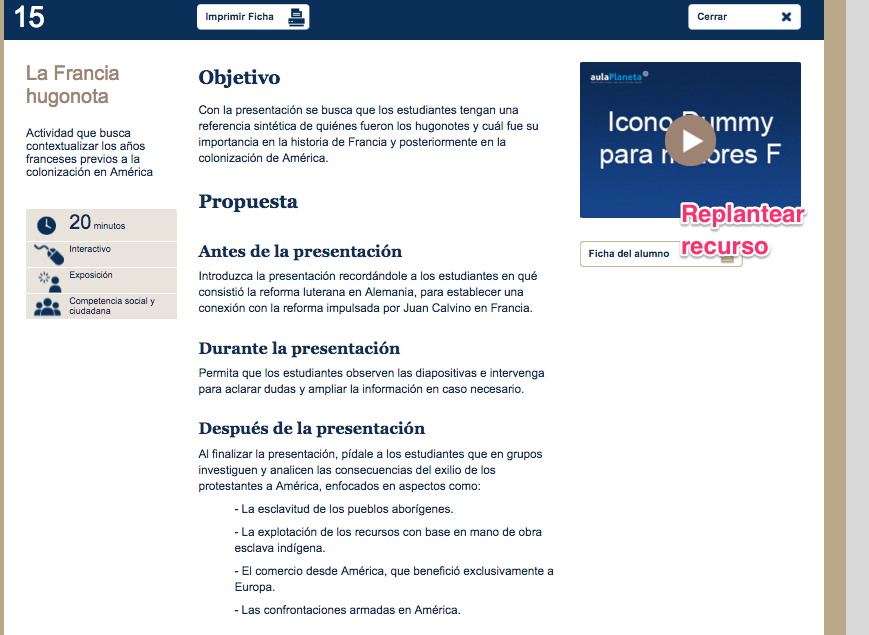 15
Imprimir Ficha
Cerrar
La Francia
hugonota
Actividad que busca
contextualizar los años
franceses previos a la
colonización en América
20 minutos
Interactivo
Exposición
Competencia social y
ciudadana
Objetivo
Con la presentación se busca que los estudiantes tengan una
referencia sintética de quiénes fueron los hugonotes y cuál fue su
importancia en la historia de Francia y posteriormente en la
colonización de América.
Propuesta
Antes de la presentación
Introduzca la presentación recordándole a los estudiantes en qué
consistió la reforma luterana en Alemania, para establecer una
conexión con la reforma impulsada por Juan Calvino en Francia.
Durante la presentación
Permita que los estudiantes observen las diapositivas e intervenga
para aclarar dudas y ampliar la información en caso necesario.
Después de la presentación
Al finalizar la presentación, pídale a los estudiantes que en grupos
investiguen y analicen las consecuencias del exilio de los
protestantes a América, enfocados en aspectos como:
- La esclavitud de los pueblos aborígenes.
- La explotación de los recursos con base en mano de obra
esclava indígena.
- El comercio desde América, que benefició exclusivamente a
Europa.
- Las confrontaciones armadas en América.
aulaPlaneta
Icono
para F
Replantear
recurso
Ficha del alumno